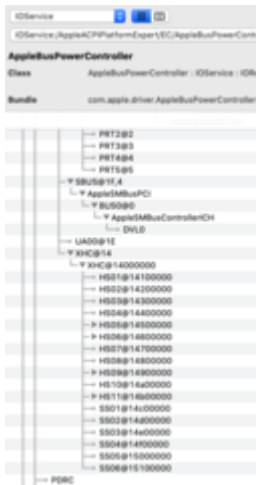 IOService
IOService:/AppleACPIPlatformExpert/EC/AppleBusPowerCont
AppleBusPowerController
Class AppleBusPowerController : IOService : IORe
Bundle com.apple.driver.AppleBusPowerController
PRT2@2
PRT3@3
PRT4@4
PRT5@5
SBUS@1F,4
AppleSMBusPCI
BUS0@0
AppleSMBusControllerICH
DVL0
UA00@1E
XHC@14
XHC@14000000
HS01@14100000
HS02@14200000
HS03@14300000
HS04@14400000
HS05@14500000
HS06@14600000
HS07@14700000
HS08@14800000
HS09@14900000
HS10@14a00000
HS11@14b00000
SS01@14c00000
SS02@14d00000
SS03@14e00000
SS04@14f00000
SS05@15000000
SS06@15100000
PDRC